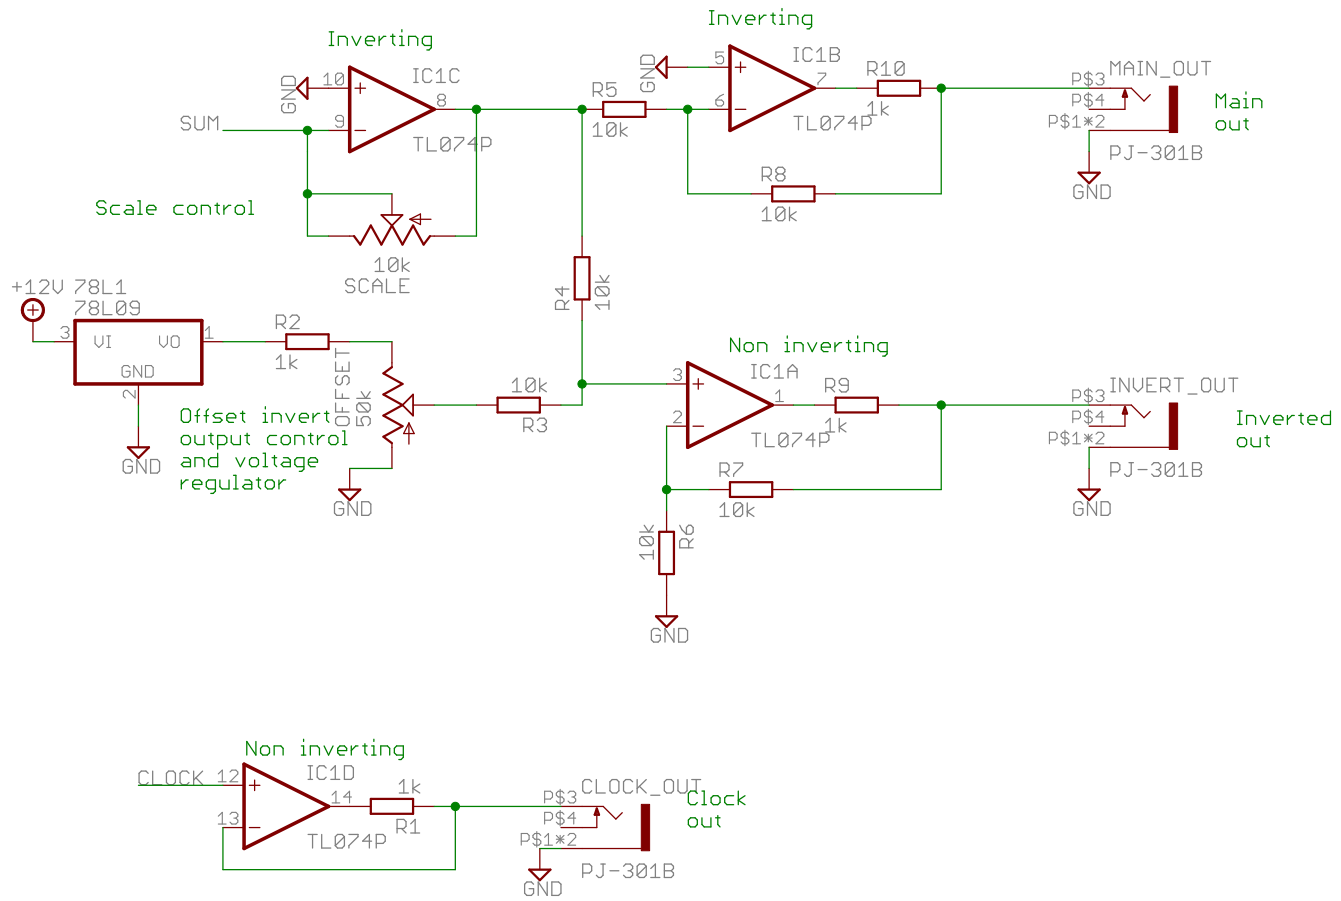 Inverting
GND
10
9
SUM
8
IC1C
TL074P
Scale control
10k
SCALE
R5
10k
Inverting
GND
5
6
7
IC1B
TL074P
R10
1k
R8
10k
P$3
P$4
P$1*2
MAIN_OUT
PJ-301B
GND
Main
out
+12V
78L1
78L09
3
VI
VO
1
GND
2
GND
R2
1k
OFFSET
50k
Offset invert
output control
and voltage
regulator
GND
10k
R3
R4
10k
Non inverting
3
2
1
IC1A
TL074P
R9
1k
R7
10k
10k
R6
GND
P$3
P$4
P$1*2
INVERT_OUT
PJ-301B
GND
Inverted
out
Non inverting
CLOCK
12
13
14
IC1D
TL074P
1k
R1
P$3
P$4
P$1*2
CLOCK_OUT
PJ-301B
GND
Clock
out